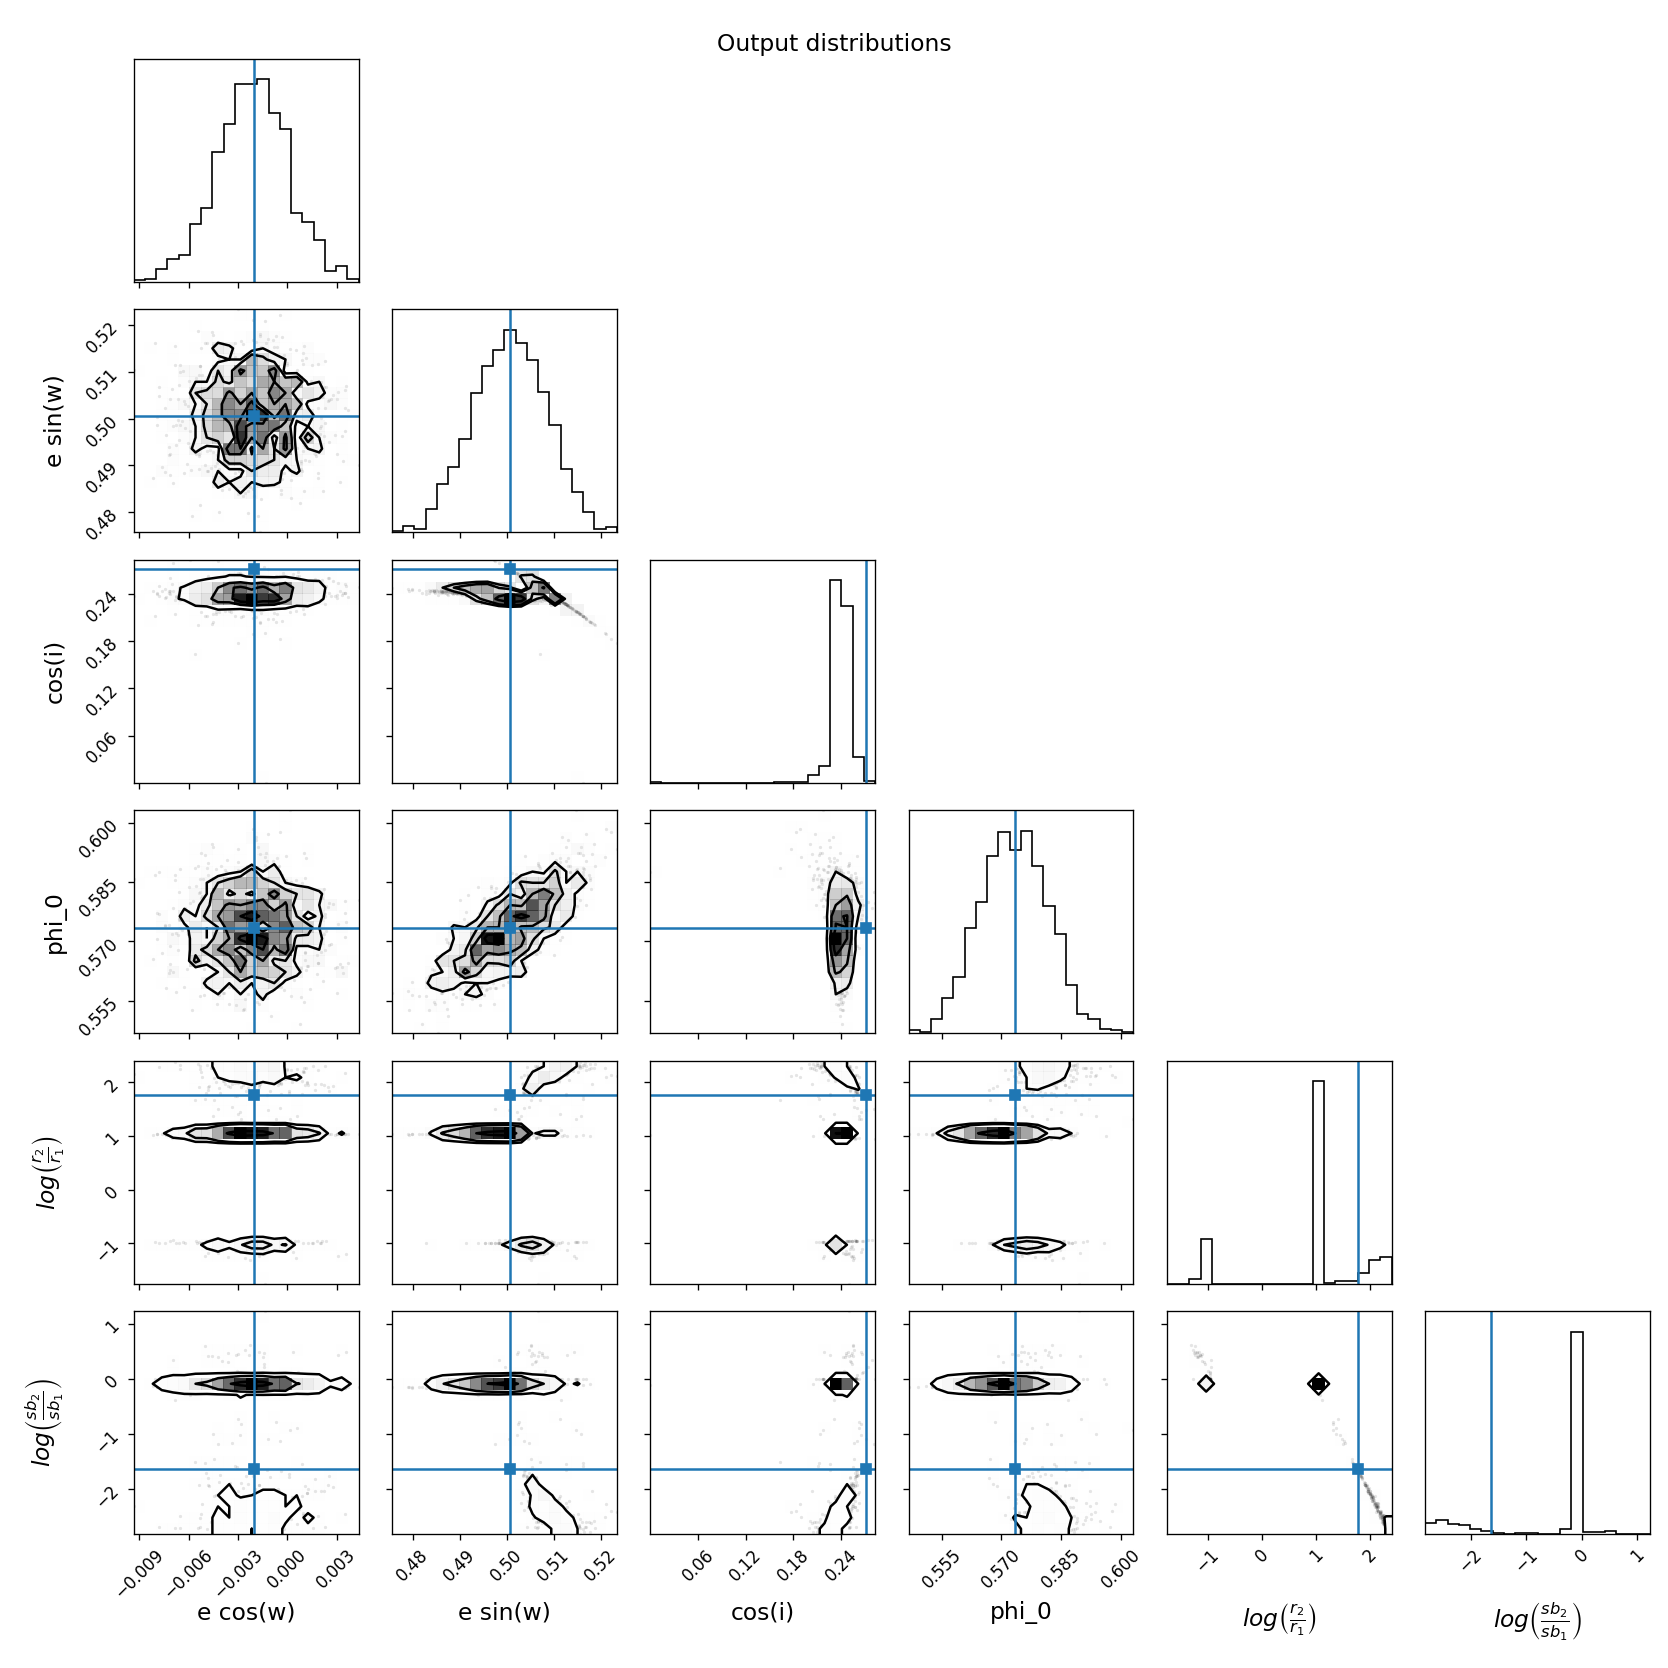 Output distributions
e sin(w)
0.52
0.51
0.50
0.49
0.48
cos(i)
0.24
0.18
0.12
0.06
phi_0
0.600
0.585
0.570
0.555
log(r₂/r₁)
2
1
0
−1
log(sb₂/sb₁)
1
0
−1
−2
−0.009 −0.006 −0.003 0.000 0.003
0.48 0.49 0.50 0.51 0.52
0.06 0.12 0.18 0.24
0.555 0.570 0.585 0.600
−1 0 1 2
−2 −1 0 1
e cos(w)
e sin(w)
cos(i)
phi_0
log(r₂/r₁)
log(sb₂/sb₁)